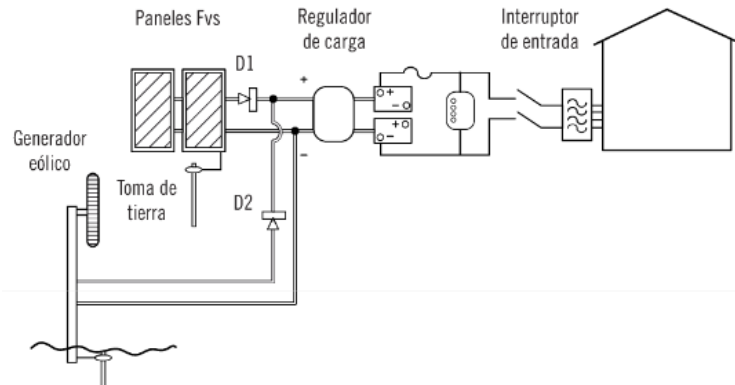 Paneles Fvs
Regulador
de carga
Interruptor
de entrada
D1
+
−
+
−
+
−
Generador
eólico
Toma de
tierra
D2